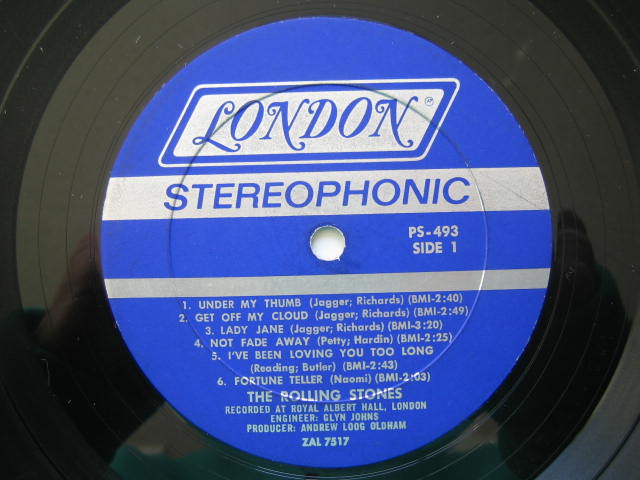 LONDON
STEREOPHONIC
PS-493
SIDE 1
1. UNDER MY THUMB (Jagger; Richards) (BMI-2:40)
2. GET OFF MY CLOUD (Jagger; Richards) (BMI-2:49)
3. LADY JANE (Jagger; Richards) (BMI-3:20)
4. NOT FADE AWAY (Petty; Hardin) (BMI-2:25)
5. I'VE BEEN LOVING YOU TOO LONG
(Reading; Butler) (BMI-2:43)
6. FORTUNE TELLER (Naomi) (BMI-2:03)
THE ROLLING STONES
RECORDED AT ROYAL ALBERT HALL, LONDON
ENGINEER: GLYN JOHNS
PRODUCER: ANDREW LOOG OLDHAM
ZAL 7517